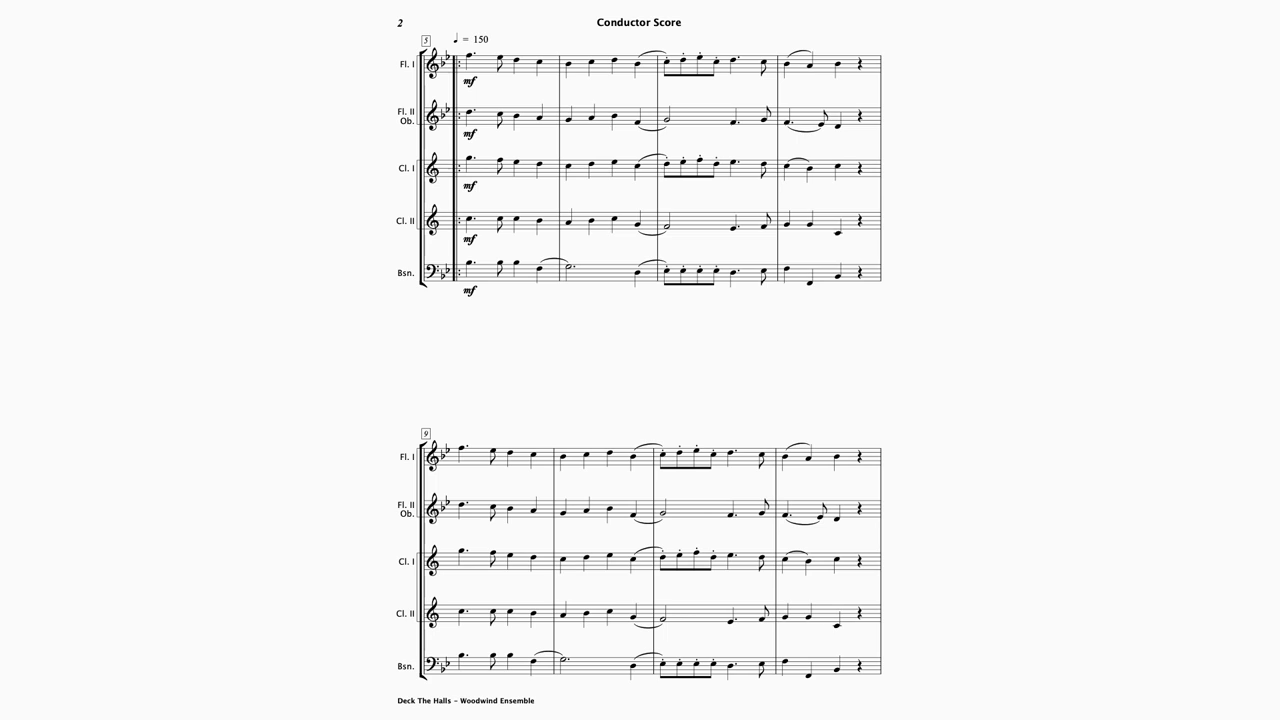 2
Conductor Score
5
♩ = 150
Fl. I
mf
Fl. II
Ob.
mf
Cl. I
mf
Cl. II
mf
Bsn.
mf
9
Fl. I
Fl. II
Ob.
Cl. I
Cl. II
Bsn.
Deck The Halls – Woodwind Ensemble